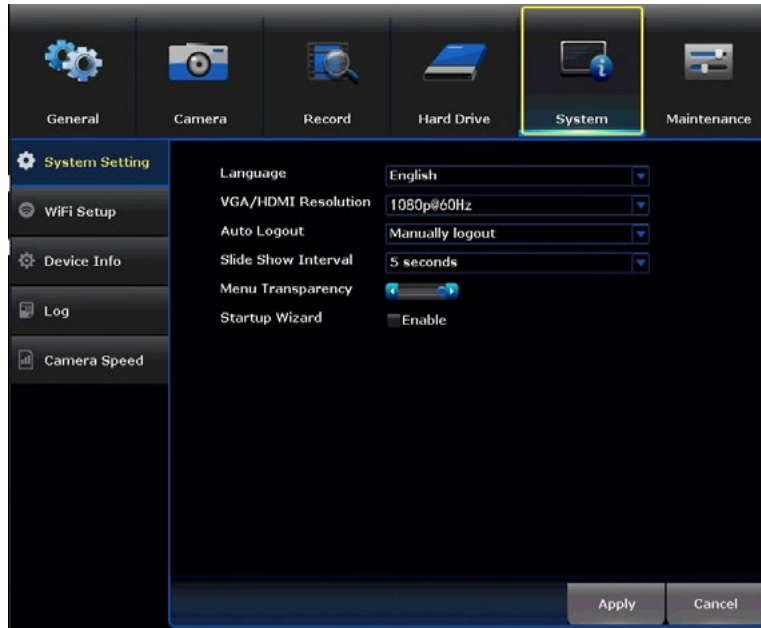 General Camera Record Hard Drive System Maintenance
System Setting
WiFi Setup
Device Info
Log
Camera Speed
Language English
VGA/HDMI Resolution 1080p@60Hz
Auto Logout Manually logout
Slide Show Interval 5 seconds
Menu Transparency
Startup Wizard Enable
Apply Cancel